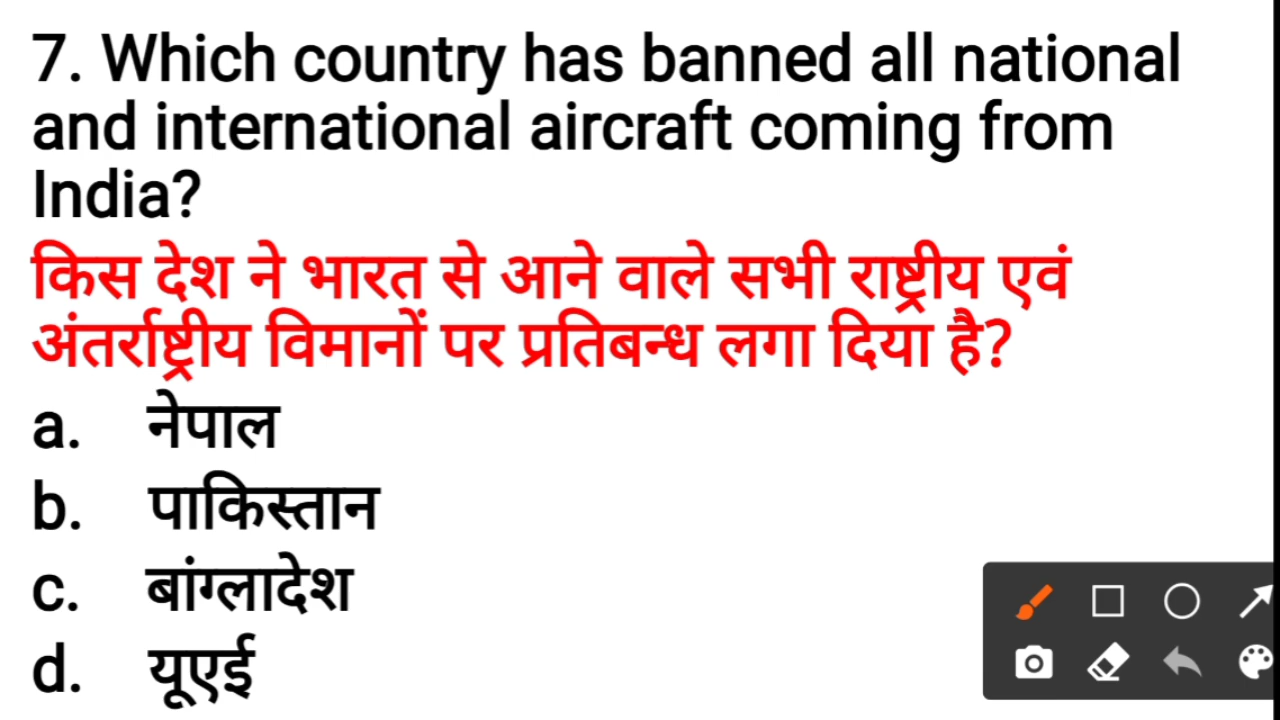 7. Which country has banned all national
and international aircraft coming from
India?
किस देश ने भारत से आने वाले सभी राष्ट्रीय एवं
अंतर्राष्ट्रीय विमानों पर प्रतिबन्ध लगा दिया है?
a. नेपाल
b. पाकिस्तान
c. बांग्लादेश
d. यूएई